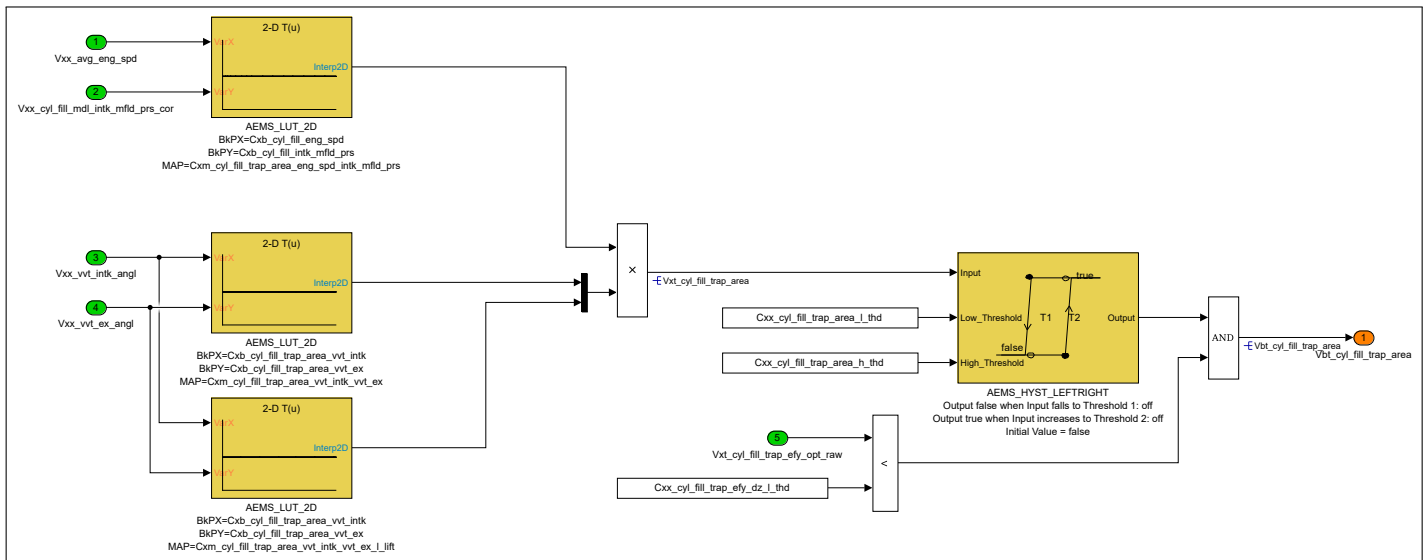 2-D T(u)
1
VarX
Vxx_avg_eng_spd
Interp2D
2
VarY
Vxx_cyl_fill_mdl_intk_mfld_prs_cor
AEMS_LUT_2D
BkPX=Cxb_cyl_fill_eng_spd
BkPY=Cxb_cyl_fill_intk_mfld_prs
MAP=Cxm_cyl_fill_trap_area_eng_spd_intk_mfld_prs
2-D T(u)
3
VarX
Vxx_vvt_intk_angl
Interp2D
4
VarY
Vxx_vvt_ex_angl
AEMS_LUT_2D
BkPX=Cxb_cyl_fill_trap_area_vvt_intk
BkPY=Cxb_cyl_fill_trap_area_vvt_ex
MAP=Cxm_cyl_fill_trap_area_vvt_intk_vvt_ex
2-D T(u)
VarX
Interp2D
VarY
AEMS_LUT_2D
BkPX=Cxb_cyl_fill_trap_area_vvt_intk
BkPY=Cxb_cyl_fill_trap_area_vvt_ex
MAP=Cxm_cyl_fill_trap_area_vvt_intk_vvt_ex_l_lift
×
Vxt_cyl_fill_trap_area
Cxx_cyl_fill_trap_area_l_thd
Cxx_cyl_fill_trap_area_h_thd
Input
true
Low_Threshold
T1
T2
Output
false
High_Threshold
AEMS_HYST_LEFTRIGHT
Output false when Input falls to Threshold 1: off
Output true when Input increases to Threshold 2: off
Initial Value = false
5
Vxt_cyl_fill_trap_efy_opt_raw
<
Cxx_cyl_fill_trap_efy_dz_l_thd
AND
Vbt_cyl_fill_trap_area
1
Vbt_cyl_fill_trap_area